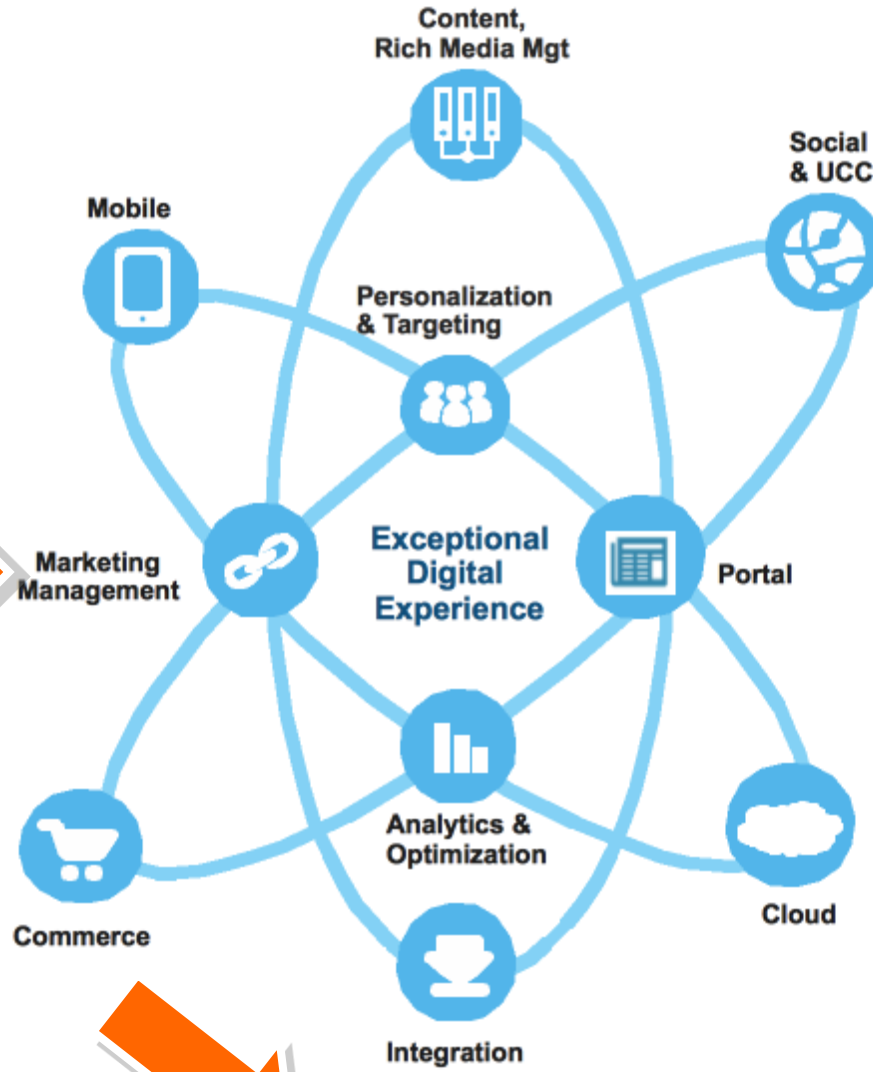 Content,
Rich Media Mgt
Social
& UCC
Mobile
Personalization
& Targeting
Exceptional
Digital
Experience
Marketing
Management
Portal
Analytics &
Optimization
Cloud
Commerce
Integration